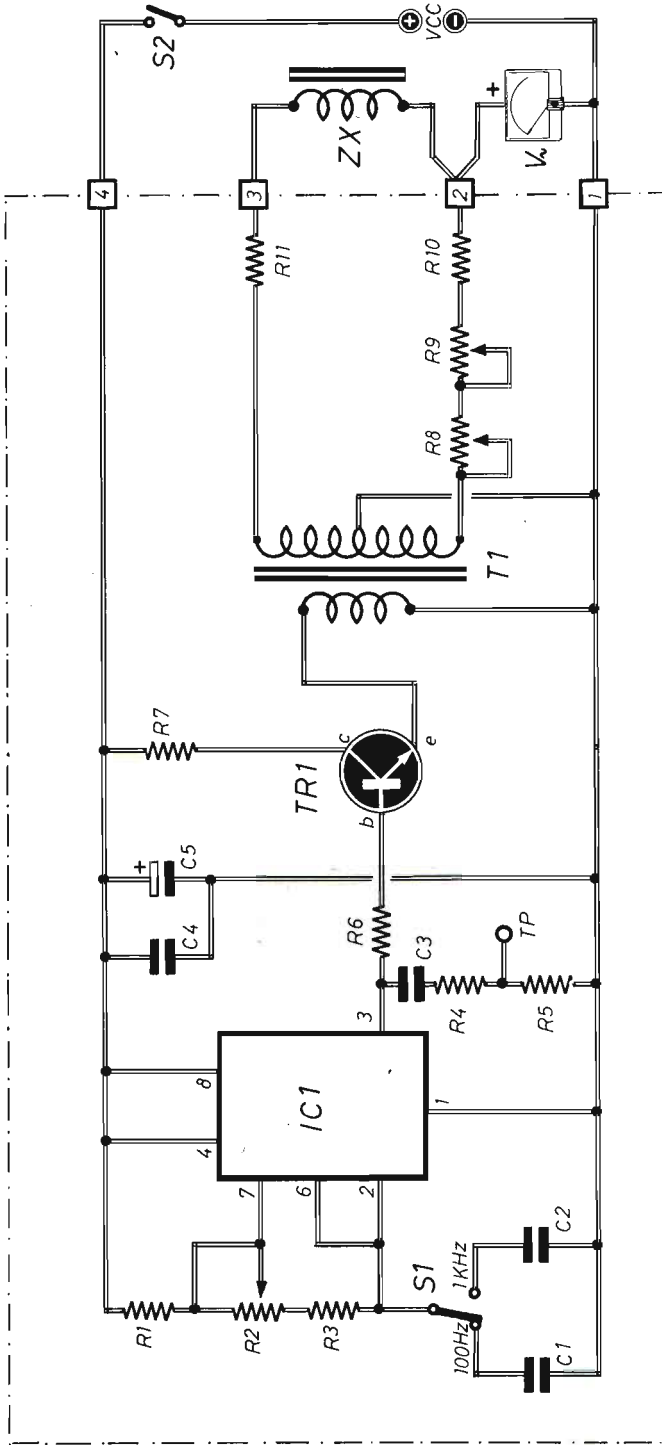 S2
VCC
4
3
2
1
ZX
V~
+
R11
R10
R9
R8
T1
R7
TR1
c
b
e
+
C5
C4
R6
C3
R4
TP
R5
3
8
4
IC1
1
7
6
2
R1
R2
R3
S1
100Hz
1KHz
C1
C2